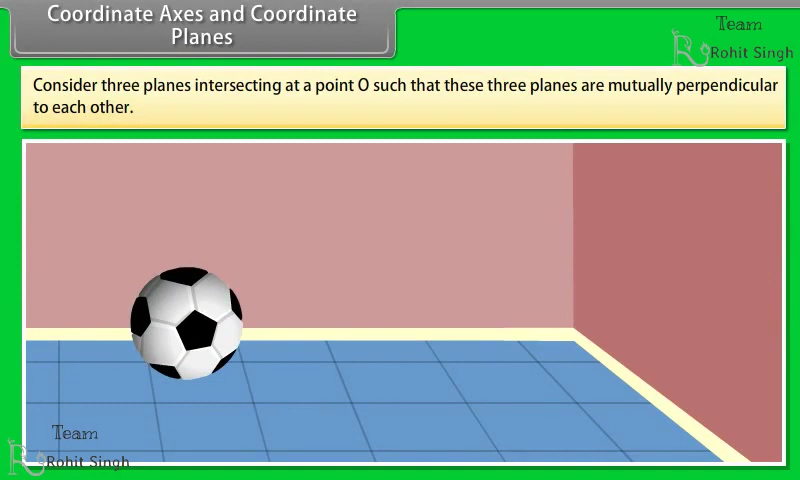 Coordinate Axes and Coordinate
Planes
Team
Rohit Singh
Consider three planes intersecting at a point O such that these three planes are mutually perpendicular
to each other.
Team
Rohit Singh